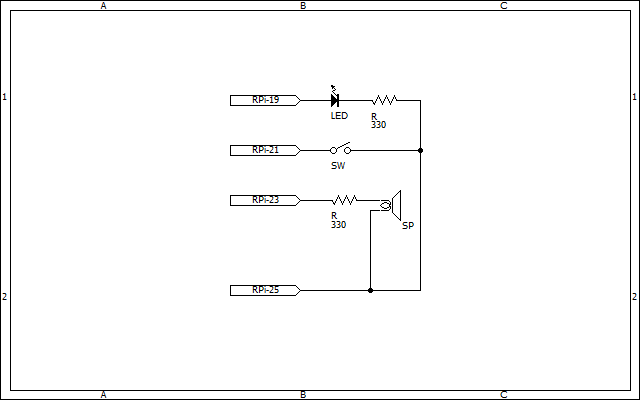 A B C
1 1
RPi-19
LED
R
330
RPi-21
SW
RPi-23
R
330
SP
RPi-25
2 2
A B C